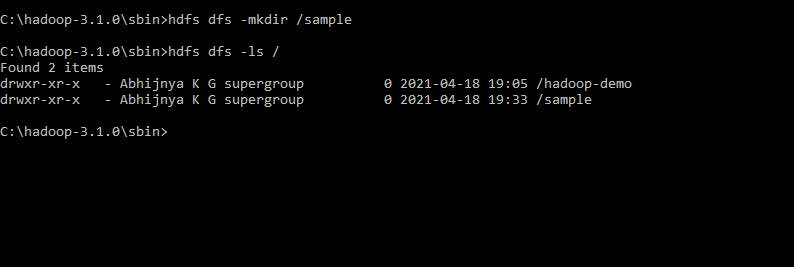 C:\hadoop-3.1.0\sbin>hdfs dfs -mkdir /sample
C:\hadoop-3.1.0\sbin>hdfs dfs -ls /
Found 2 items
drwxr-xr-x   - Abhijnya K G supergroup          0 2021-04-18 19:05 /hadoop-demo
drwxr-xr-x   - Abhijnya K G supergroup          0 2021-04-18 19:33 /sample
C:\hadoop-3.1.0\sbin>